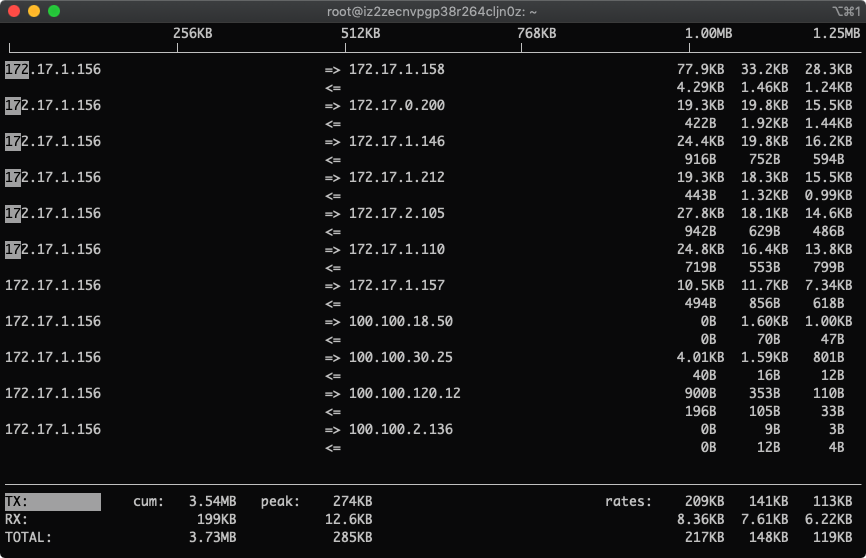 root@iz2zecnvpgp38r264cljn0z: ~ ⌥⌘1
256KB 512KB 768KB 1.00MB 1.25MB
172.17.1.156 => 172.17.1.158 77.9KB 33.2KB 28.3KB
<= 4.29KB 1.46KB 1.24KB
172.17.1.156 => 172.17.0.200 19.3KB 19.8KB 15.5KB
<= 422B 1.92KB 1.44KB
172.17.1.156 => 172.17.1.146 24.4KB 19.8KB 16.2KB
<= 916B 752B 594B
172.17.1.156 => 172.17.1.212 19.3KB 18.3KB 15.5KB
<= 443B 1.32KB 0.99KB
172.17.1.156 => 172.17.2.105 27.8KB 18.1KB 14.6KB
<= 942B 629B 486B
172.17.1.156 => 172.17.1.110 24.8KB 16.4KB 13.8KB
<= 719B 553B 799B
172.17.1.156 => 172.17.1.157 10.5KB 11.7KB 7.34KB
<= 494B 856B 618B
172.17.1.156 => 100.100.18.50 0B 1.60KB 1.00KB
<= 0B 70B 47B
172.17.1.156 => 100.100.30.25 4.01KB 1.59KB 801B
<= 40B 16B 12B
172.17.1.156 => 100.100.120.12 900B 353B 110B
<= 196B 105B 33B
172.17.1.156 => 100.100.2.136 0B 9B 3B
<= 0B 12B 4B
TX: cum: 3.54MB peak: 274KB rates: 209KB 141KB 113KB
RX: 199KB 12.6KB 8.36KB 7.61KB 6.22KB
TOTAL: 3.73MB 285KB 217KB 148KB 119KB